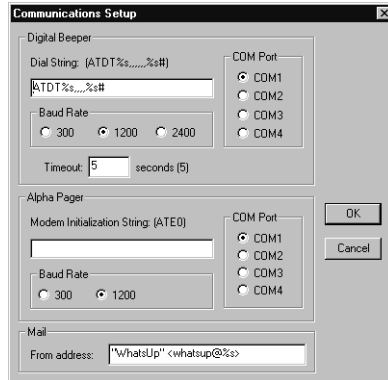 Communications Setup
Digital Beeper
Dial String: (ATDT%s,,,,,,%s#)
ATDT%s,,,,%s#
Baud Rate
300 1200 2400
Timeout: 5 seconds (5)
COM Port
COM1
COM2
COM3
COM4
Alpha Pager
Modem Initialization String: (ATE0)
Baud Rate
300 1200
COM Port
COM1
COM2
COM3
COM4
OK
Cancel
Mail
From address: "WhatsUp" <whatsup@%s>